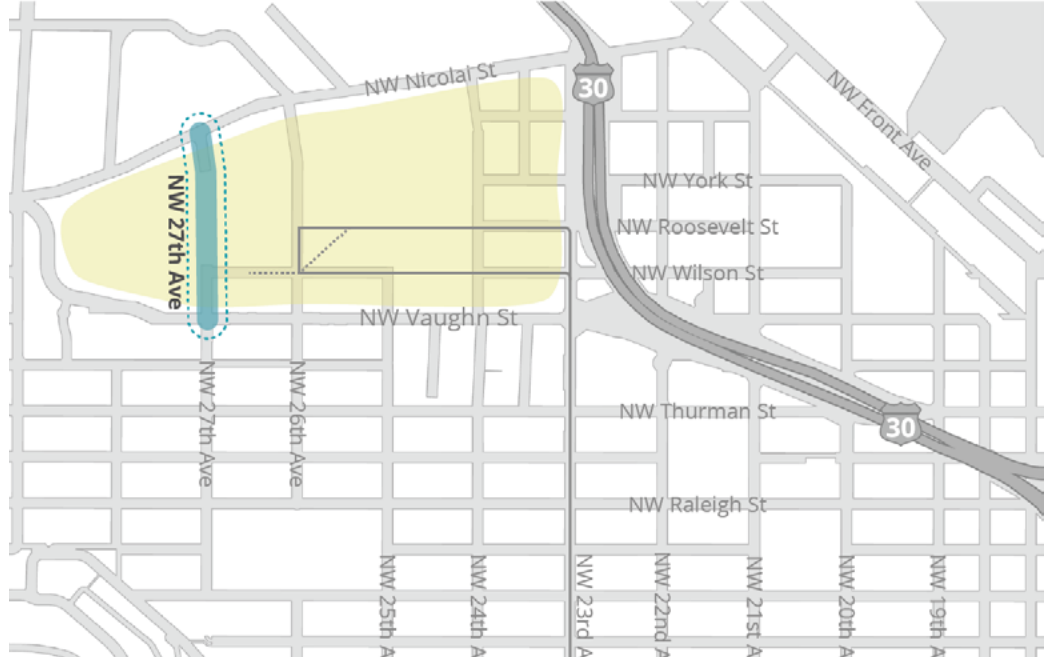 NW Nicolai St
30
NW Front Ave
NW York St
NW 27th Ave
NW Roosevelt St
NW Wilson St
NW Vaughn St
NW 27th Ave
NW 26th Ave
NW Thurman St
30
NW Raleigh St
NW 25th A
NW 24th A
NW 23rd A
NW 22nd A
NW 21st A
NW 20th A
NW 19th A